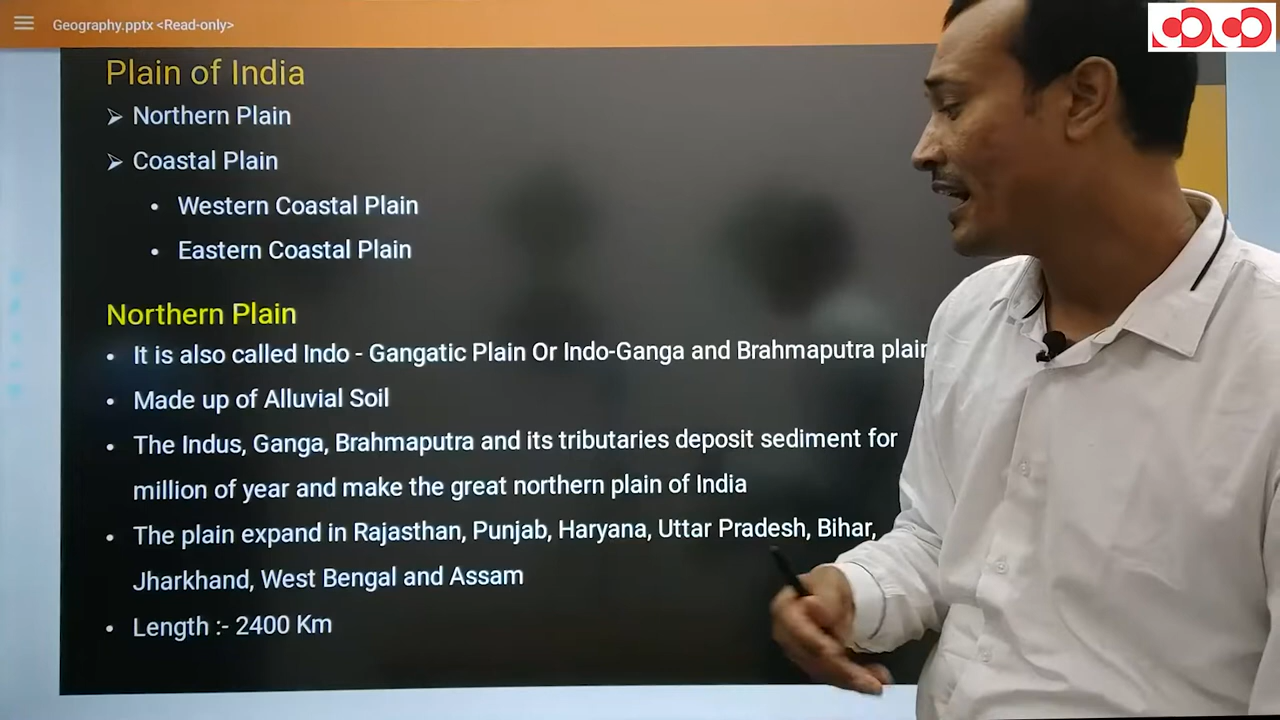 Geography.pptx <Read-only>
Plain of India
Northern Plain
Coastal Plain
Western Coastal Plain
Eastern Coastal Plain
Northern Plain
It is also called Indo - Gangatic Plain Or Indo-Ganga and Brahmaputra plain
Made up of Alluvial Soil
The Indus, Ganga, Brahmaputra and its tributaries deposit sediment for
million of year and make the great northern plain of India
The plain expand in Rajasthan, Punjab, Haryana, Uttar Pradesh, Bihar,
Jharkhand, West Bengal and Assam
Length :- 2400 Km